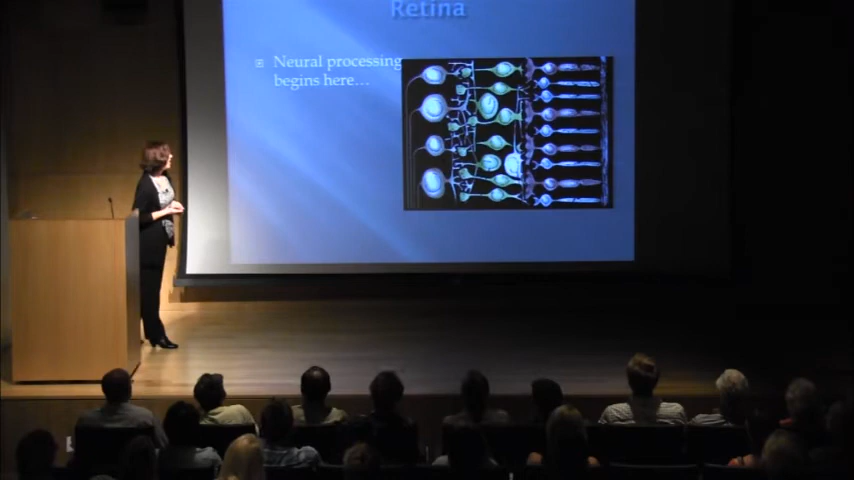 Retina
Neural processing
begins here…